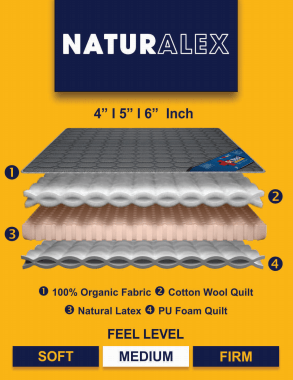 NATURALEX
4” I 5” I 6” Inch
1
2
3
4
1 100% Organic Fabric 2 Cotton Wool Quilt
3 Natural Latex 4 PU Foam Quilt
FEEL LEVEL
SOFT MEDIUM FIRM